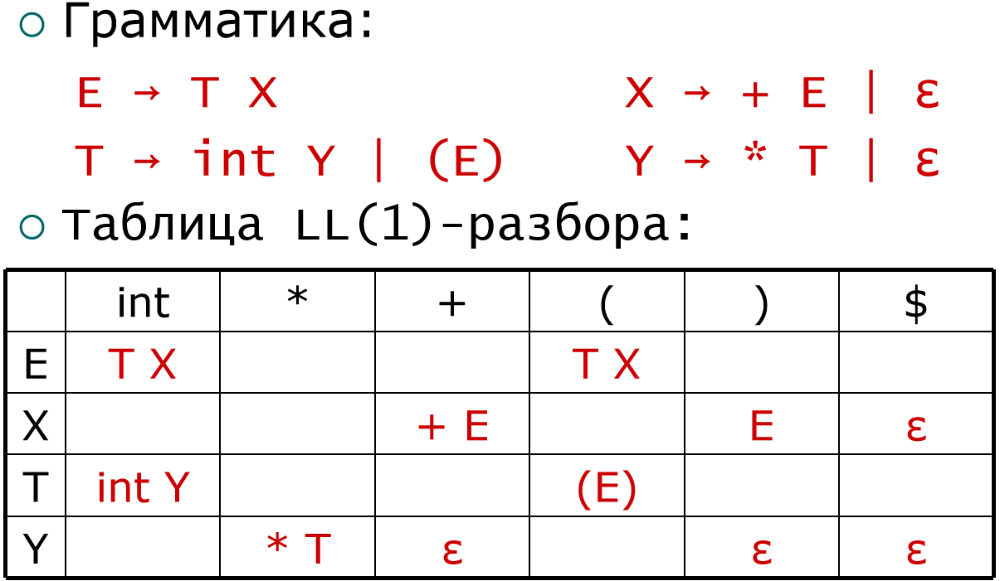 Грамматика:
E → T X X → + E | ε
T → int Y | (E) Y → * T | ε
Таблица LL(1)-разбора:
int * + ( ) $
E T X T X
X + E E ε
T int Y (E)
Y * T ε ε ε